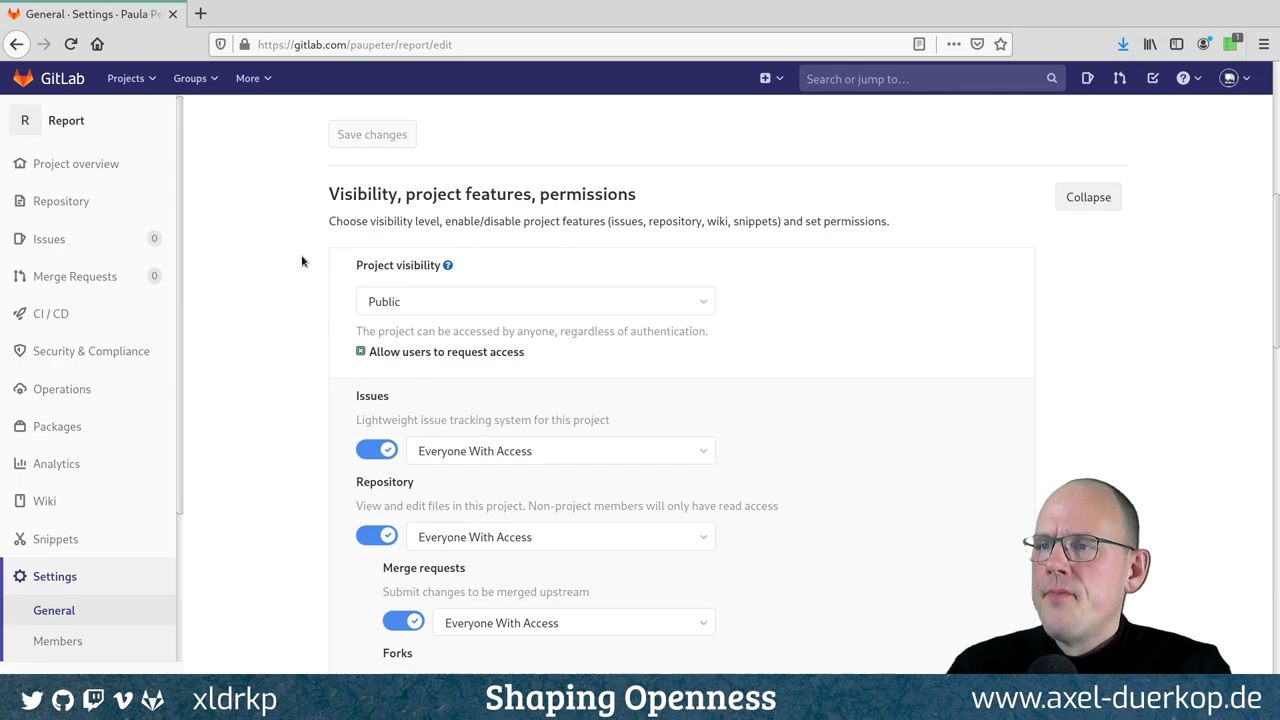 General · Settings · Paula Pe
https://gitlab.com/paupeter/report/edit
1
GitLab
Projects
Groups
More
Search or jump to...
R
Report
Project overview
Repository
Issues
0
Merge Requests
0
CI / CD
Security & Compliance
Operations
Packages
Analytics
Wiki
Snippets
Settings
General
Members
Save changes
Visibility, project features, permissions
Collapse
Choose visibility level, enable/disable project features (issues, repository, wiki, snippets) and set permissions.
Project visibility
Public
The project can be accessed by anyone, regardless of authentication.
Allow users to request access
Issues
Lightweight issue tracking system for this project
Everyone With Access
Repository
View and edit files in this project. Non-project members will only have read access
Everyone With Access
Merge requests
Submit changes to be merged upstream
Everyone With Access
Forks
xldrkp
Shaping Openness
www.axel-duerkop.de